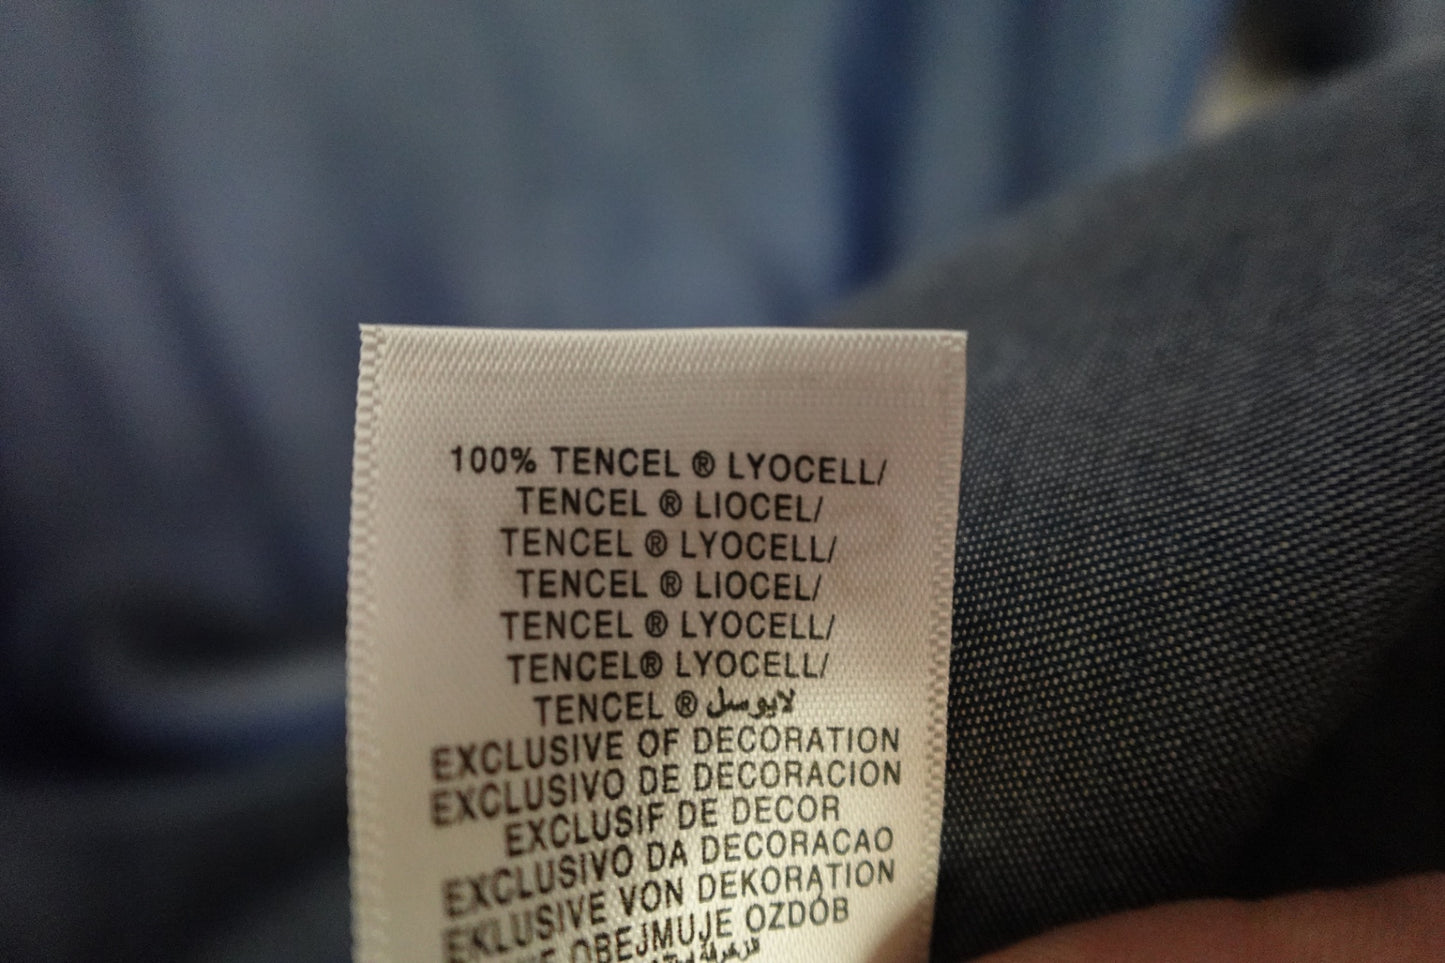 100% TENCEL ® LYOCELL/
TENCEL ® LIOCEL/
TENCEL ® LYOCELL/
TENCEL ® LIOCEL/
TENCEL ® LYOCELL/
TENCEL® LYOCELL/
TENCEL ® لايوسل
EXCLUSIVE OF DECORATION
EXCLUSIVO DE DECORACION
EXCLUSIF DE DECOR
EXCLUSIVO DA DECORACAO
EKLUSIVE VON DEKORATION
OBEJMUJE OZDÓB